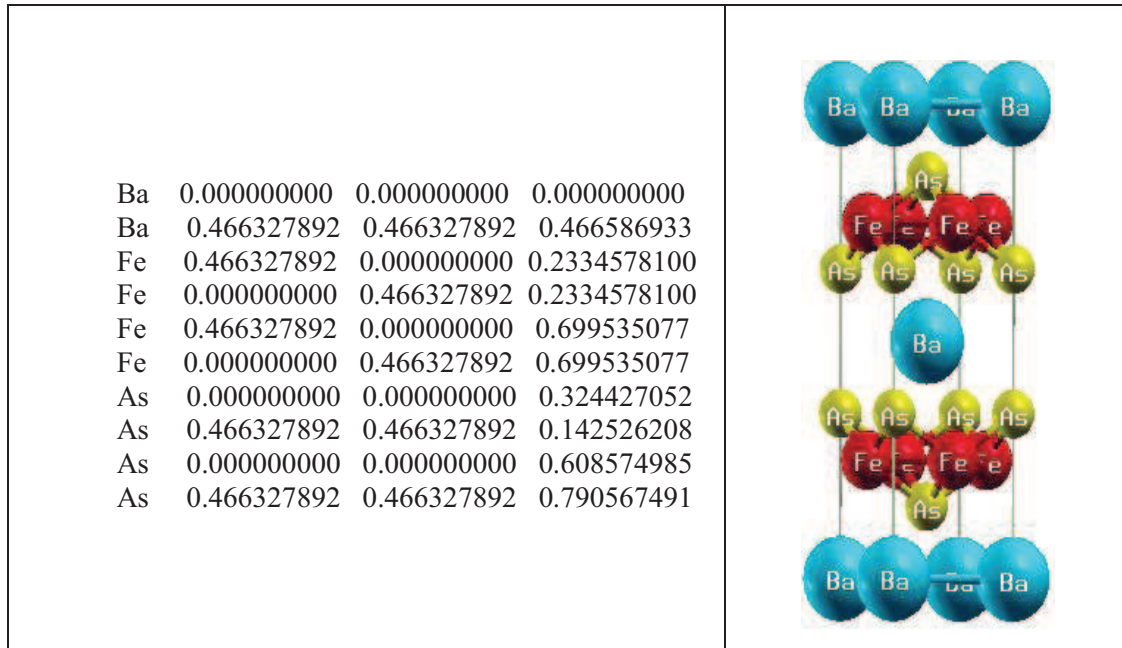 Ba 0.000000000 0.000000000 0.000000000
Ba 0.466327892 0.466327892 0.466586933
Fe 0.466327892 0.000000000 0.2334578100
Fe 0.000000000 0.466327892 0.2334578100
Fe 0.466327892 0.000000000 0.699535077
Fe 0.000000000 0.466327892 0.699535077
As 0.000000000 0.000000000 0.324427052
As 0.466327892 0.466327892 0.142526208
As 0.000000000 0.000000000 0.608574985
As 0.466327892 0.466327892 0.790567491
Ba Ba Ba
As
Fe Fe Fe
As As As As
Ba
As As As As
Fe Fe Fe
As
Ba Ba Ba